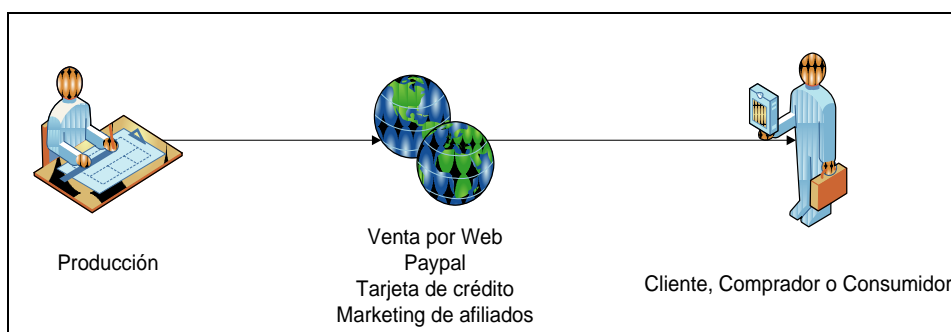 Producción
Venta por Web
Paypal
Tarjeta de crédito
Marketing de afiliados
Cliente, Comprador o Consumidor